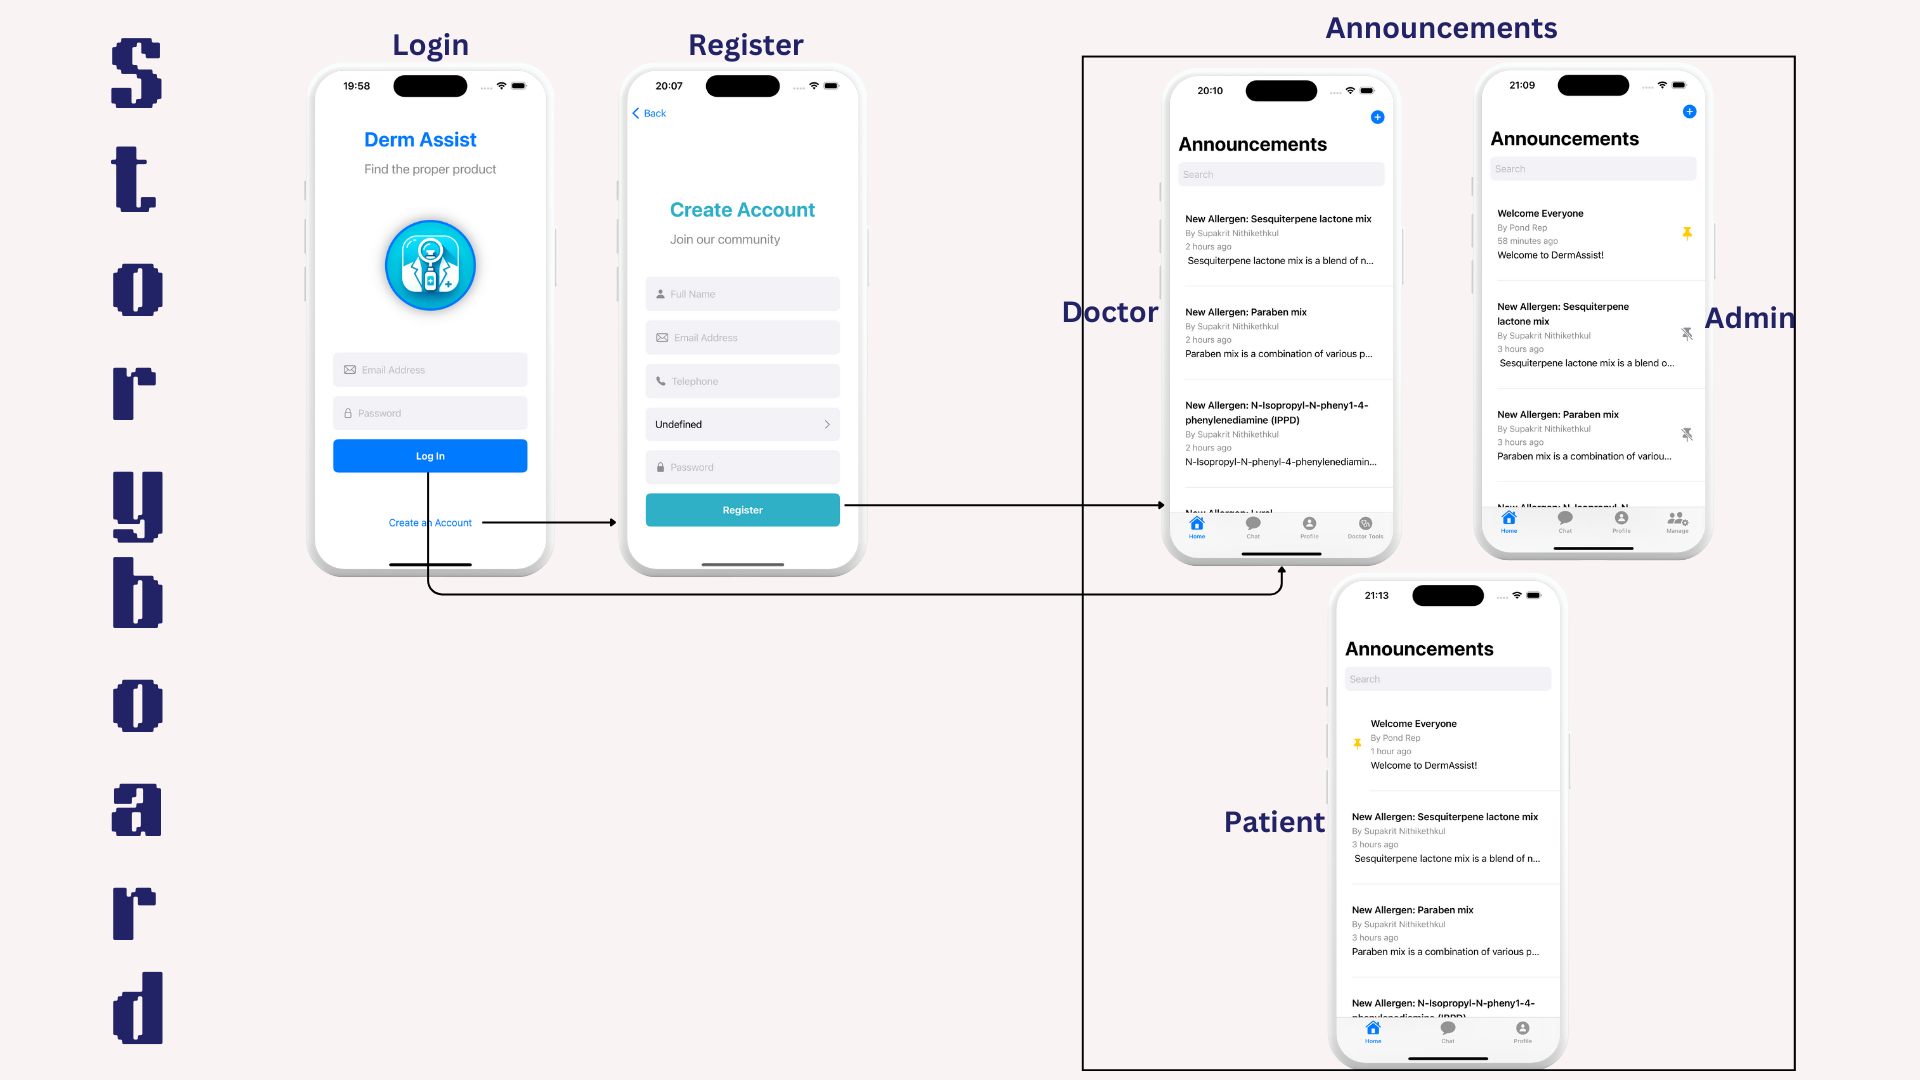 Storyboard
Login
19:58
Derm Assist
Find the proper product
Email Address
Password
Log In
Create an Account
Register
20:07
Back
Create Account
Join our community
Full Name
Email Address
Telephone
Undefined
Password
Register
Announcements
Doctor
20:10
Announcements
Search
New Allergen: Sesquiterpene lactone mix
By Supakrit Nithikethkul
2 hours ago
Sesquiterpene lactone mix is a blend of n...
New Allergen: Paraben mix
By Supakrit Nithikethkul
2 hours ago
Paraben mix is a combination of various p...
New Allergen: N-Isopropyl-N-pheny1-4-
phenylenediamine (IPPD)
By Supakrit Nithikethkul
2 hours ago
N-Isopropyl-N-phenyl-4-phenylenediamin...
New Allergen: Lyral
Home
Chat
Profile
Doctor Tools
Admin
21:09
Announcements
Search
Welcome Everyone
By Pond Rep
58 minutes ago
Welcome to DermAssist!
New Allergen: Sesquiterpene
lactone mix
By Supakrit Nithikethkul
3 hours ago
Sesquiterpene lactone mix is a blend o...
New Allergen: Paraben mix
By Supakrit Nithikethkul
3 hours ago
Paraben mix is a combination of variou...
New Allergen: N-Isopropyl-N-
Home
Chat
Profile
Manage
Patient
21:13
Announcements
Search
Welcome Everyone
By Pond Rep
1 hour ago
Welcome to DermAssist!
New Allergen: Sesquiterpene lactone mix
By Supakrit Nithikethkul
3 hours ago
Sesquiterpene lactone mix is a blend of n...
New Allergen: Paraben mix
By Supakrit Nithikethkul
3 hours ago
Paraben mix is a combination of various p...
New Allergen: N-Isopropyl-N-pheny1-4-
phenylenediamine (IPPD)
Home
Chat
Profile